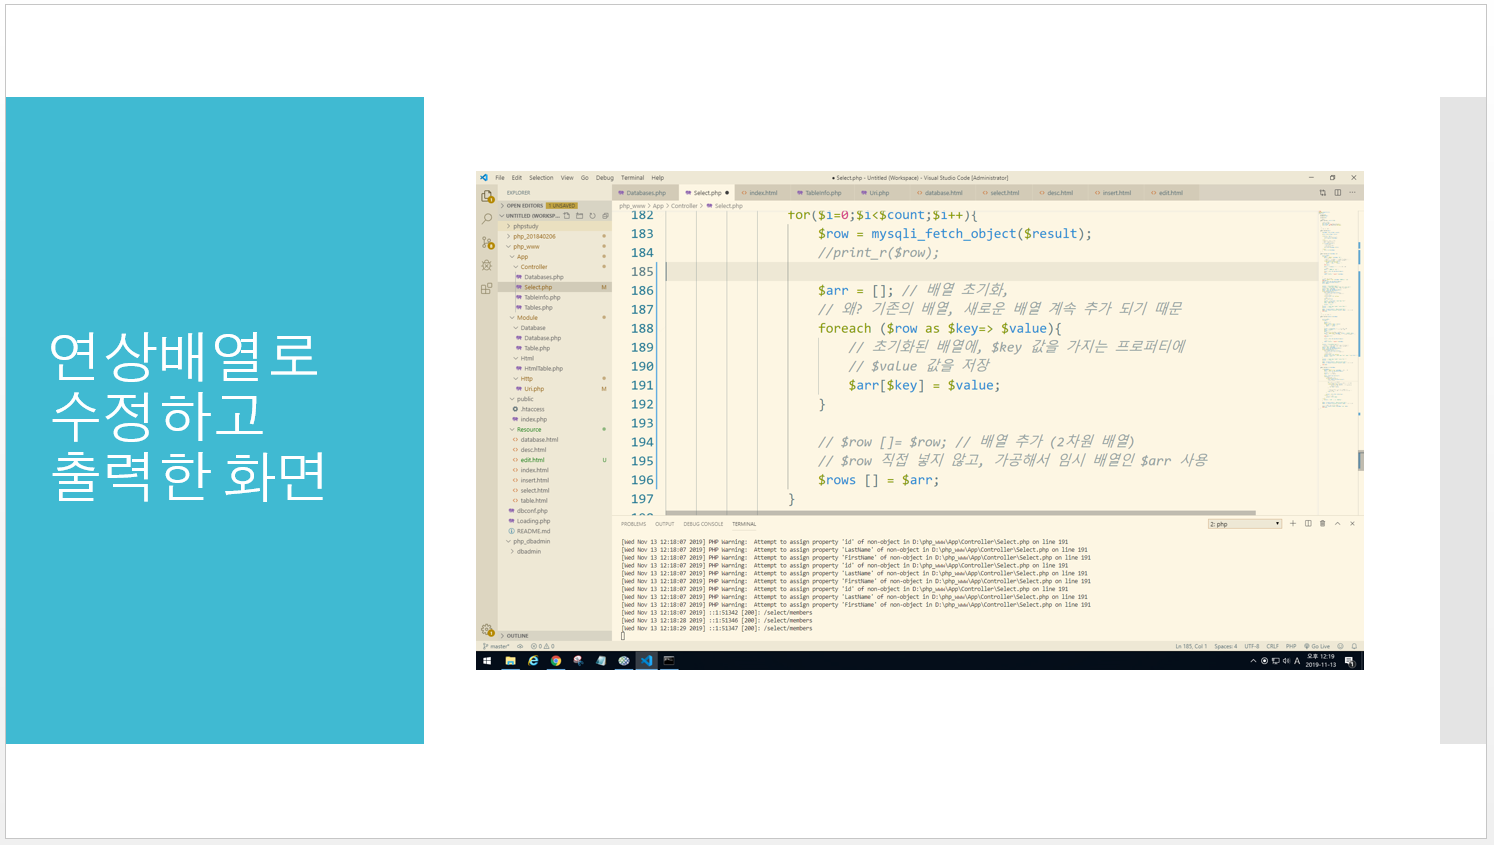 연상배열로
수정하고
출력한 화면
File Edit Selection View Go Debug Terminal Help
● Select.php - Untitled (Workspace) - Visual Studio Code [Administrator]
EXPLORER
Databases.php Select.php ● index.html TableInfo.php Uri.php database.html select.html desc.html insert.html edit.html
OPEN EDITORS 1 UNSAVED
php_www > App > Controller > Select.php
UNTITLED (WORKSP...
phpstudy
php_201840206
php_www
App
Controller
Databases.php
Select.php M
TableInfo.php
Tables.php
Module
Database
Database.php
Table.php
Html
HtmlTable.php
Http
Uri.php M
public
.htaccess
index.php
Resource
database.html
desc.html
edit.html U
index.html
insert.html
select.html
table.html
dbconf.php
Loading.php
README.md
php_dbadmin
dbadmin
OUTLINE
182 for($i=0;$i<$count;$i++){
183 $row = mysqli_fetch_object($result);
184 //print_r($row);
185
186 $arr = []; // 배열 초기화,
187 // 왜? 기존의 배열, 새로운 배열 계속 추가 되기 때문
188 foreach ($row as $key=> $value){
189 // 초기화된 배열에, $key 값을 가지는 프로퍼티에
190 // $value 값을 저장
191 $arr[$key] = $value;
192 }
193
194 // $row []= $row; // 배열 추가 (2차원 배열)
195 // $row 직접 넣지 않고, 가공해서 임시 배열인 $arr 사용
196 $rows [] = $arr;
197 }
PROBLEMS OUTPUT DEBUG CONSOLE TERMINAL 2: php
[Wed Nov 13 12:18:07 2019] PHP Warning: Attempt to assign property 'id' of non-object in D:\php_www\App\Controller\Select.php on line 191
[Wed Nov 13 12:18:07 2019] PHP Warning: Attempt to assign property 'LastName' of non-object in D:\php_www\App\Controller\Select.php on line 191
[Wed Nov 13 12:18:07 2019] PHP Warning: Attempt to assign property 'FirstName' of non-object in D:\php_www\App\Controller\Select.php on line 191
[Wed Nov 13 12:18:07 2019] PHP Warning: Attempt to assign property 'id' of non-object in D:\php_www\App\Controller\Select.php on line 191
[Wed Nov 13 12:18:07 2019] PHP Warning: Attempt to assign property 'LastName' of non-object in D:\php_www\App\Controller\Select.php on line 191
[Wed Nov 13 12:18:07 2019] PHP Warning: Attempt to assign property 'FirstName' of non-object in D:\php_www\App\Controller\Select.php on line 191
[Wed Nov 13 12:18:07 2019] PHP Warning: Attempt to assign property 'id' of non-object in D:\php_www\App\Controller\Select.php on line 191
[Wed Nov 13 12:18:07 2019] PHP Warning: Attempt to assign property 'LastName' of non-object in D:\php_www\App\Controller\Select.php on line 191
[Wed Nov 13 12:18:07 2019] PHP Warning: Attempt to assign property 'FirstName' of non-object in D:\php_www\App\Controller\Select.php on line 191
[Wed Nov 13 12:18:07 2019] ::1:51342 [200]: /select/members
[Wed Nov 13 12:18:28 2019] ::1:51346 [200]: /select/members
[Wed Nov 13 12:18:29 2019] ::1:51347 [200]: /select/members
master* 0 0 Ln 185, Col 1 Spaces: 4 UTF-8 CRLF PHP Go Live
A 오후 12:19
2019-11-13